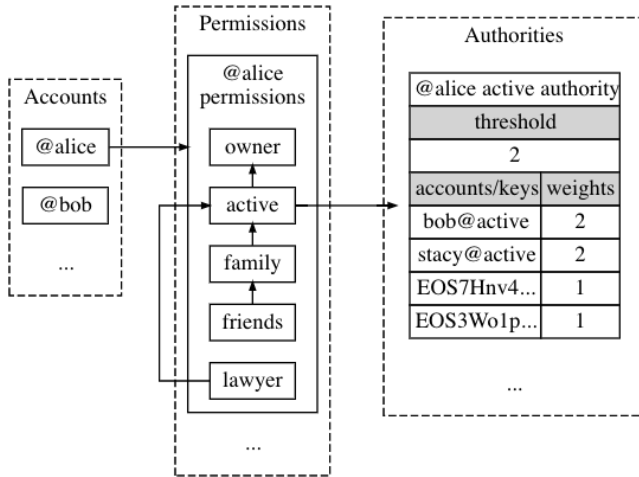 Accounts
@alice
@bob
...
Permissions
@alice
permissions
owner
active
family
friends
lawyer
...
Authorities
@alice active authority
threshold
2
accounts/keys weights
bob@active 2
stacy@active 2
EOS7Hnv4... 1
EOS3Wo1p... 1
...